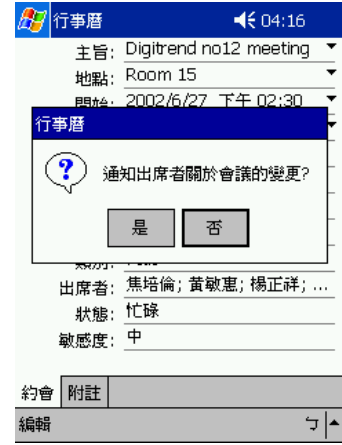 行事曆 04:16
主旨: Digitrend no12 meeting
地點: Room 15
開始: 2002/6/27 下午 02:30
行事曆
通知出席者關於會議的變更?
是 否
類別:
出席者: 焦培倫; 黃敏惠; 楊正祥; ...
狀態: 忙碌
敏感度: 中
約會 附註
編輯 ㄅ